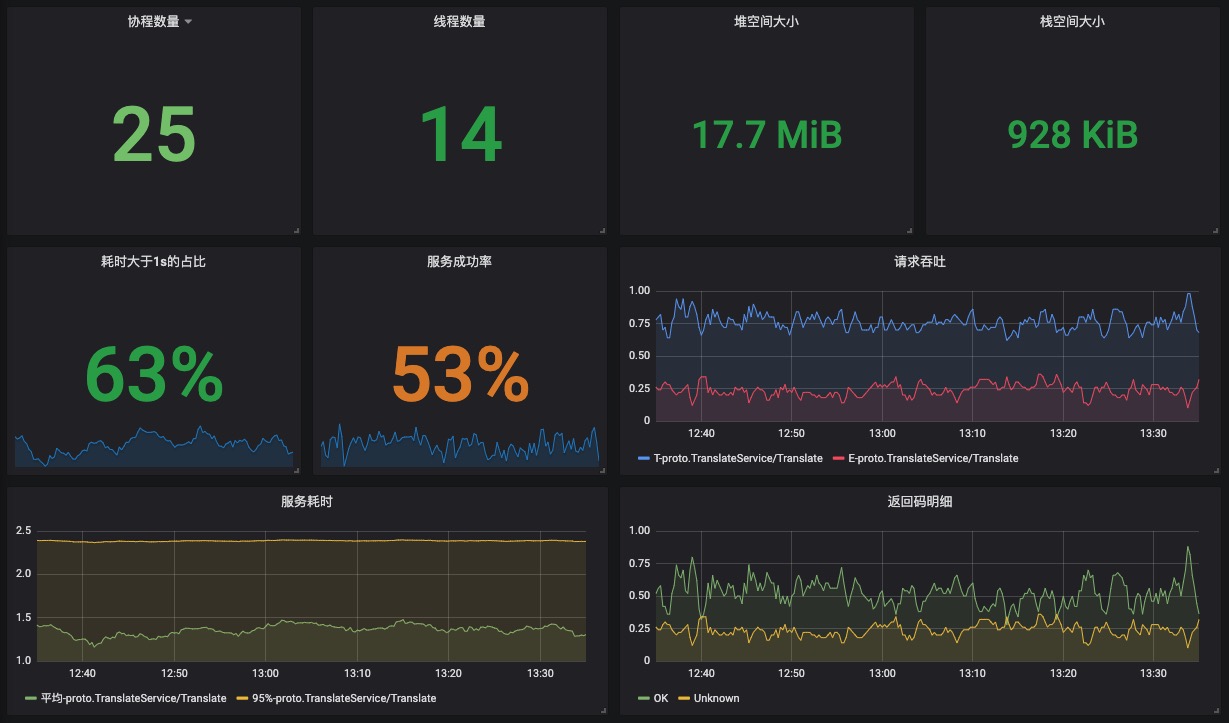 协程数量
线程数量
堆空间大小
栈空间大小
25
14
17.7 MiB
928 KiB
耗时大于1s的占比
服务成功率
请求吞吐
63%
53%
1.00
0.75
0.50
0.25
0
12:40 12:50 13:00 13:10 13:20 13:30
T-proto.TranslateService/Translate E-proto.TranslateService/Translate
服务耗时
2.5
2.0
1.5
1.0
12:40 12:50 13:00 13:10 13:20 13:30
平均-proto.TranslateService/Translate 95%-proto.TranslateService/Translate
返回码明细
1.00
0.75
0.50
0.25
0
12:40 12:50 13:00 13:10 13:20 13:30
OK Unknown